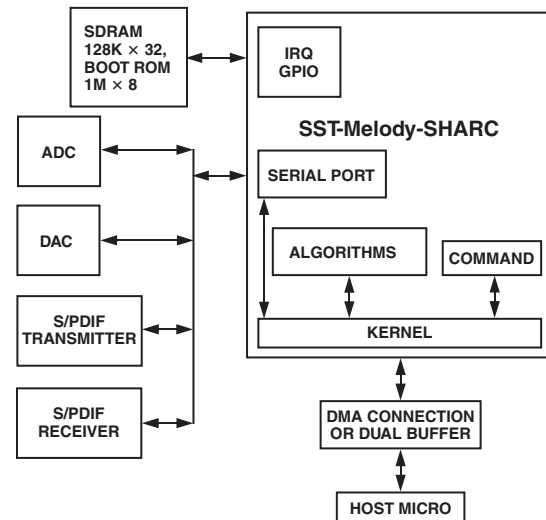 SDRAM
128K × 32,
BOOT ROM
1M × 8
IRQ
GPIO
SST-Melody-SHARC
ADC
SERIAL PORT
DAC
ALGORITHMS
COMMAND
S/PDIF
TRANSMITTER
KERNEL
S/PDIF
RECEIVER
DMA CONNECTION
OR DUAL BUFFER
HOST MICRO